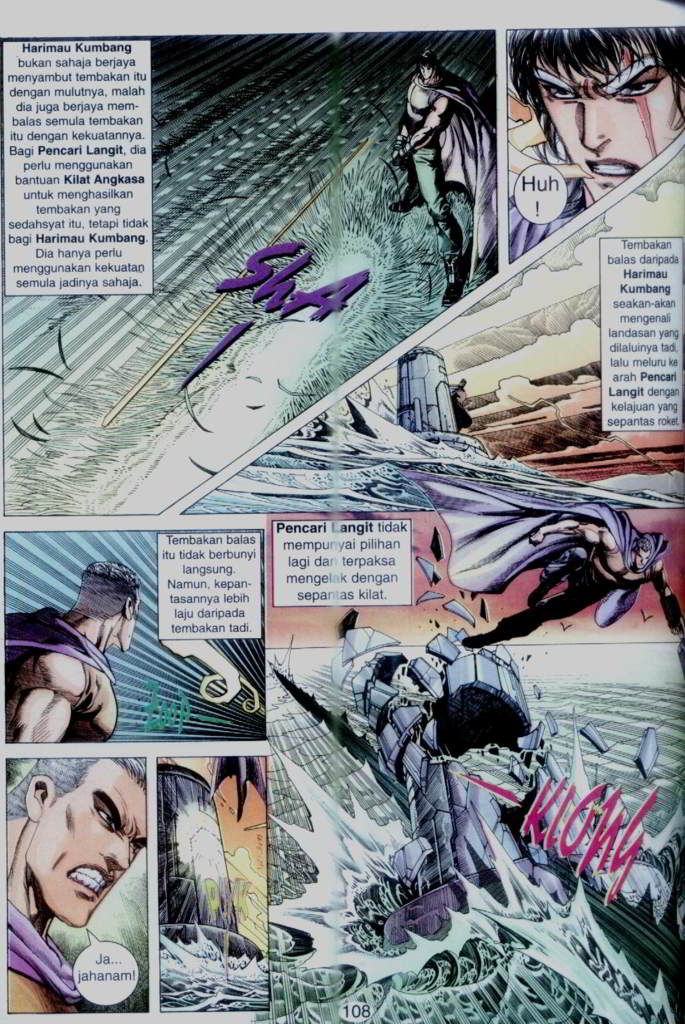 Harimau Kumbang
bukan sahaja berjaya
menyambut tembakan itu
dengan mulutnya, malah
dia juga berjaya mem-
balas semula tembakan
itu dengan kekuatannya.
Bagi Pencari Langit, dia
perlu menggunakan
bantuan Kilat Angkasa
untuk menghasilkan
tembakan yang
sedahsyat itu, tetapi tidak
bagi Harimau Kumbang.
Dia hanya perlu
menggunakan kekuatan
semula jadinya sahaja.
ShA
!
Huh
!
Tembakan
balas daripada
Harimau
Kumbang
seakan-akan
mengenali
landasan yang
dilaluinya tadi,
lalu meluru ke
arah Pencari
Langit dengan
kelajuan yang
sepantas roket.
Tembakan balas
itu tidak berbunyi
langsung.
Namun, kepan-
tasannya lebih
laju daripada
tembakan tadi.
Pencari Langit tidak
mempunyai pilihan
lagi dan terpaksa
mengelak dengan
sepantas kilat.
KlONg
Ja...
jahanam!
108